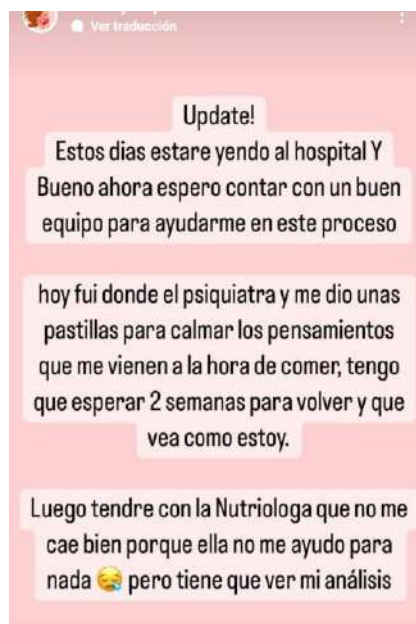 Ver traducción
Update!
Estos dias estare yendo al hospital Y
Bueno ahora espero contar con un buen
equipo para ayudarme en este proceso
hoy fui donde el psiquiatra y me dio unas
pastillas para calmar los pensamientos
que me vienen a la hora de comer, tengo
que esperar 2 semanas para volver y que
vea como estoy.
Luego tendre con la Nutriologa que no me
cae bien porque ella no me ayudo para
nada 😪 pero tiene que ver mi análisis